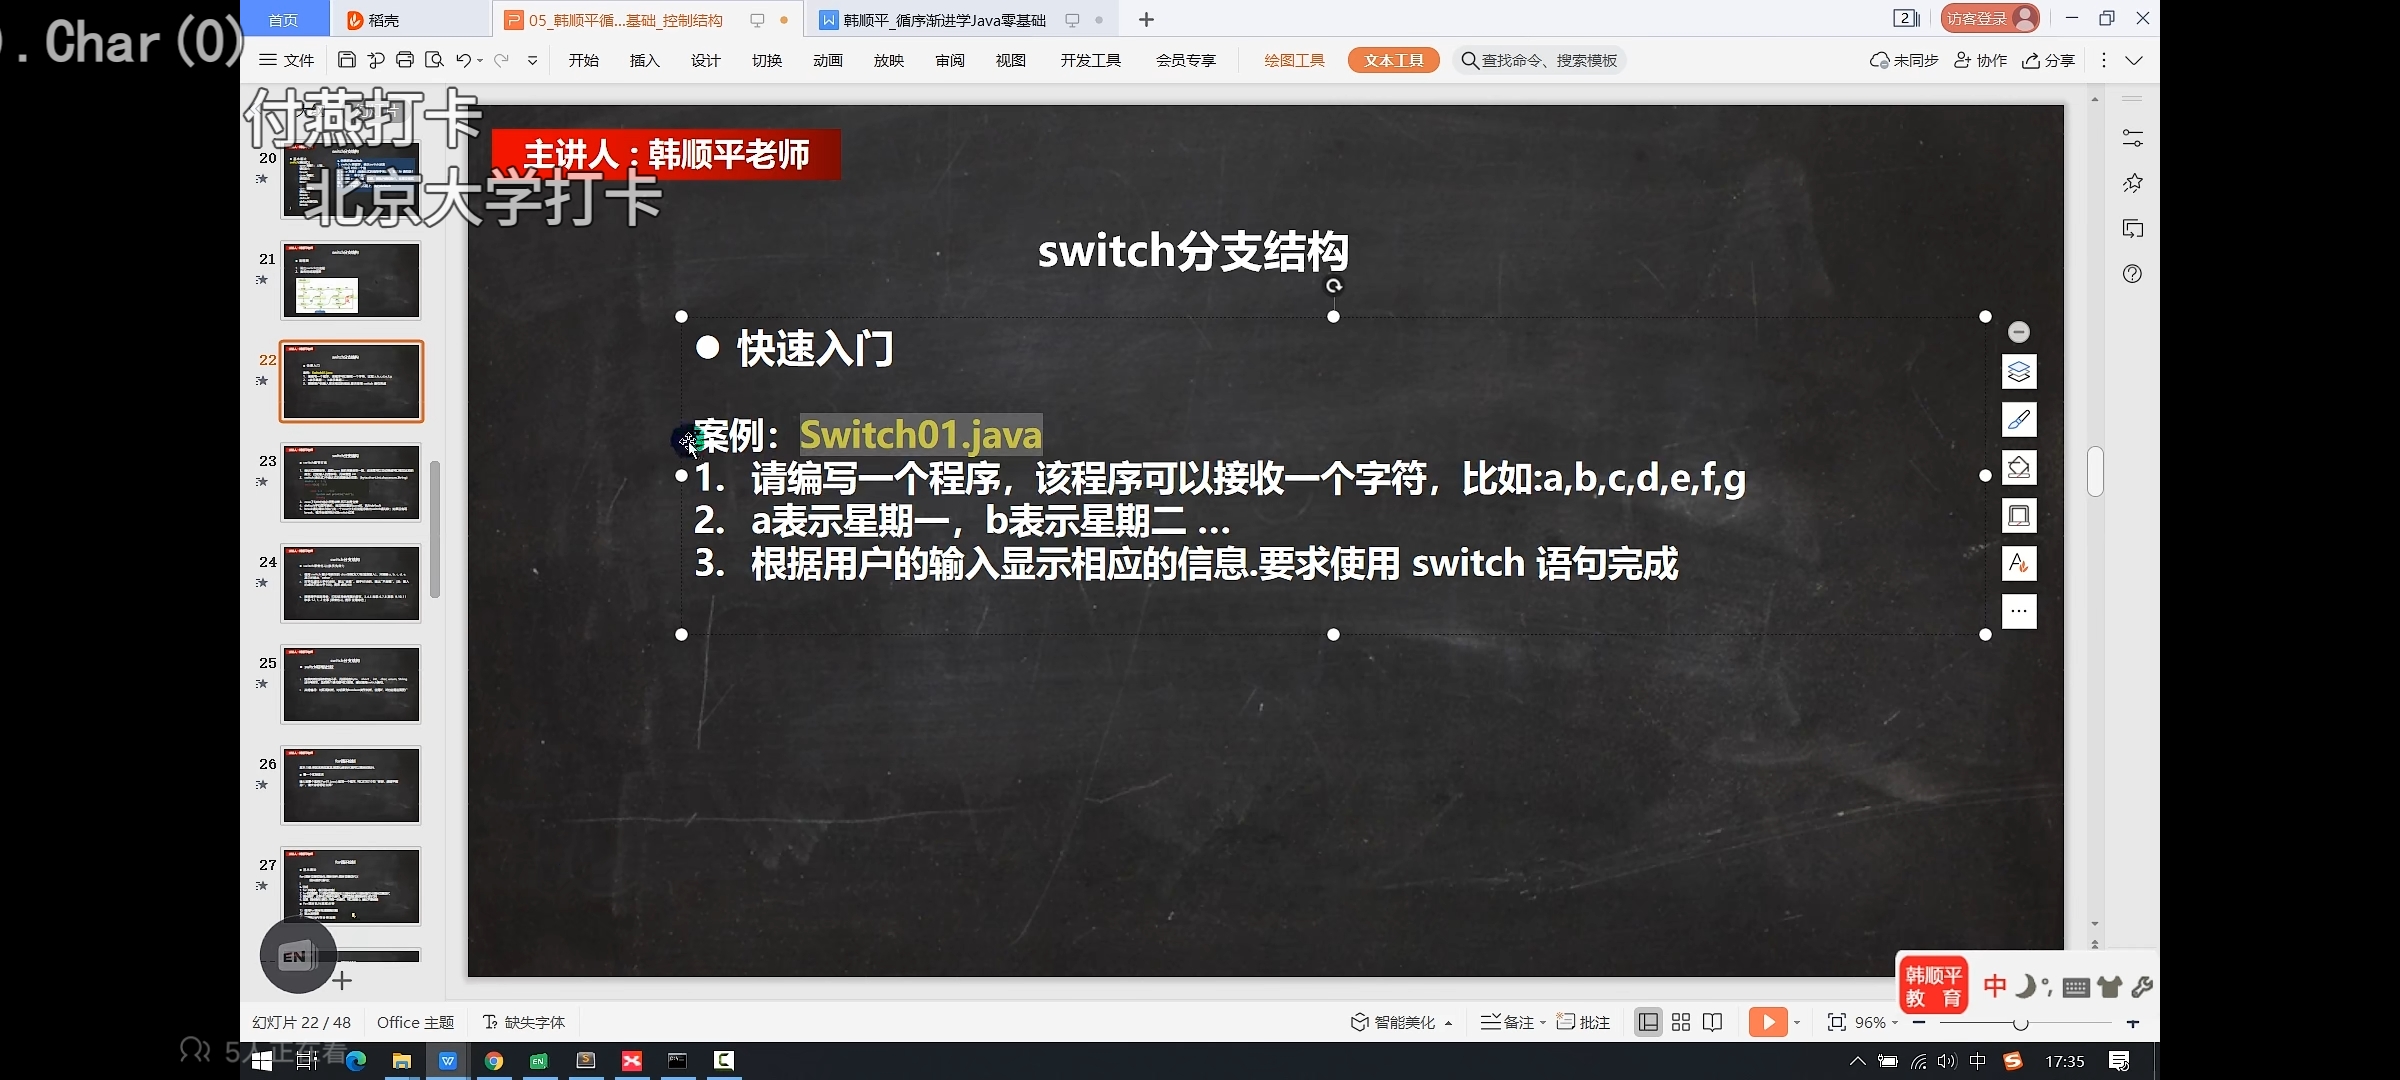 .Char(0)
首页
稻壳
05_韩顺平循...基础_控制结构
韩顺平_循序渐进学Java零基础
2
访客登录
文件
开始
插入
设计
切换
动画
放映
审阅
视图
开发工具
会员专享
绘图工具
文本工具
查找命令、搜索模板
未同步
协作
分享
付燕打卡
北京大学打卡
主讲人：韩顺平老师
switch分支结构
● 快速入门
案例：Switch01.java
1. 请编写一个程序，该程序可以接收一个字符，比如:a,b,c,d,e,f,g
2. a表示星期一，b表示星期二 ...
3. 根据用户的输入显示相应的信息.要求使用 switch 语句完成
20
21
22
23
24
25
26
27
EN
韩顺平
教 育
中
幻灯片 22 / 48
Office 主题
缺失字体
智能美化
备注
批注
96%
5人正在看
中
17:35